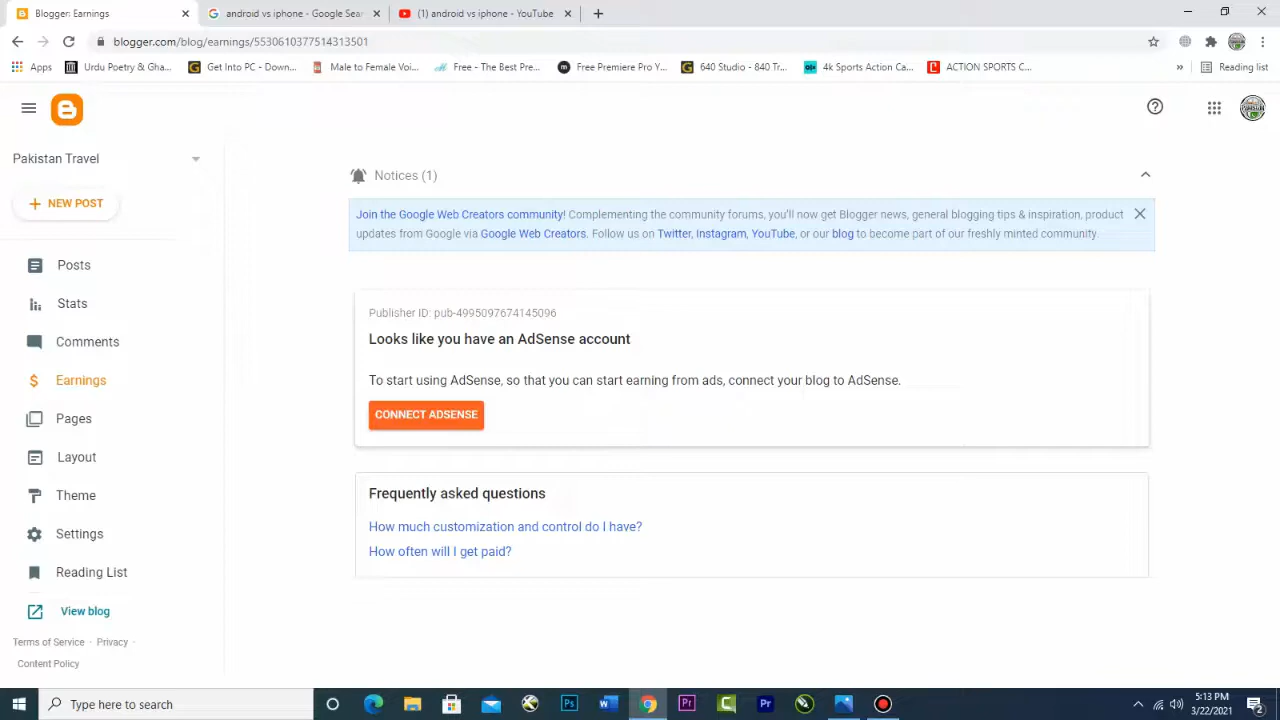 Blogger: Earnings
android vs iphone - Google Sear
(1) android vs iphone - YouTube
blogger.com/blog/earnings/5530610377514313501
Apps
Urdu Poetry & Gha...
Get Into PC - Down...
Male to Female Voi...
Free - The Best Pre...
Free Premiere Pro Y...
640 Studio - 840 Tr...
4k Sports Action Ca...
ACTION SPORTS C...
»
Reading list
Pakistan Travel
+ NEW POST
Posts
Stats
Comments
Earnings
Pages
Layout
Theme
Settings
Reading List
View blog
Terms of Service · Privacy ·
Content Policy
Notices (1)
Join the Google Web Creators community! Complementing the community forums, you'll now get Blogger news, general blogging tips & inspiration, product
updates from Google via Google Web Creators. Follow us on Twitter, Instagram, YouTube, or our blog to become part of our freshly minted community.
Publisher ID: pub-4995097674145096
Looks like you have an AdSense account
To start using AdSense, so that you can start earning from ads, connect your blog to AdSense.
CONNECT ADSENSE
Frequently asked questions
How much customization and control do I have?
How often will I get paid?
Type here to search
5:13 PM
3/22/2021
2